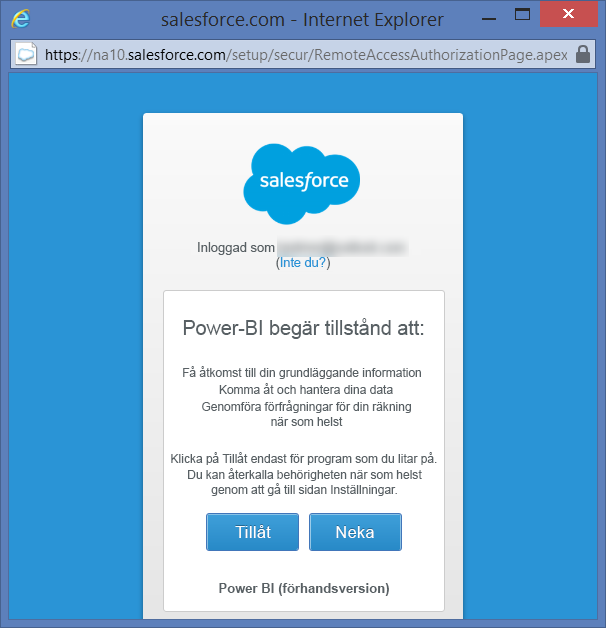 salesforce.com - Internet Explorer
https://na10.salesforce.com/setup/secur/RemoteAccessAuthorizationPage.apex
salesforce
Inloggad som
(Inte du?)
Power-BI begär tillstånd att:
Få åtkomst till din grundläggande information
Komma åt och hantera dina data
Genomföra förfrågningar för din räkning
när som helst
Klicka på Tillåt endast för program som du litar på.
Du kan återkalla behörigheten när som helst
genom att gå till sidan Inställningar.
Tillåt Neka
Power BI (förhandsversion)